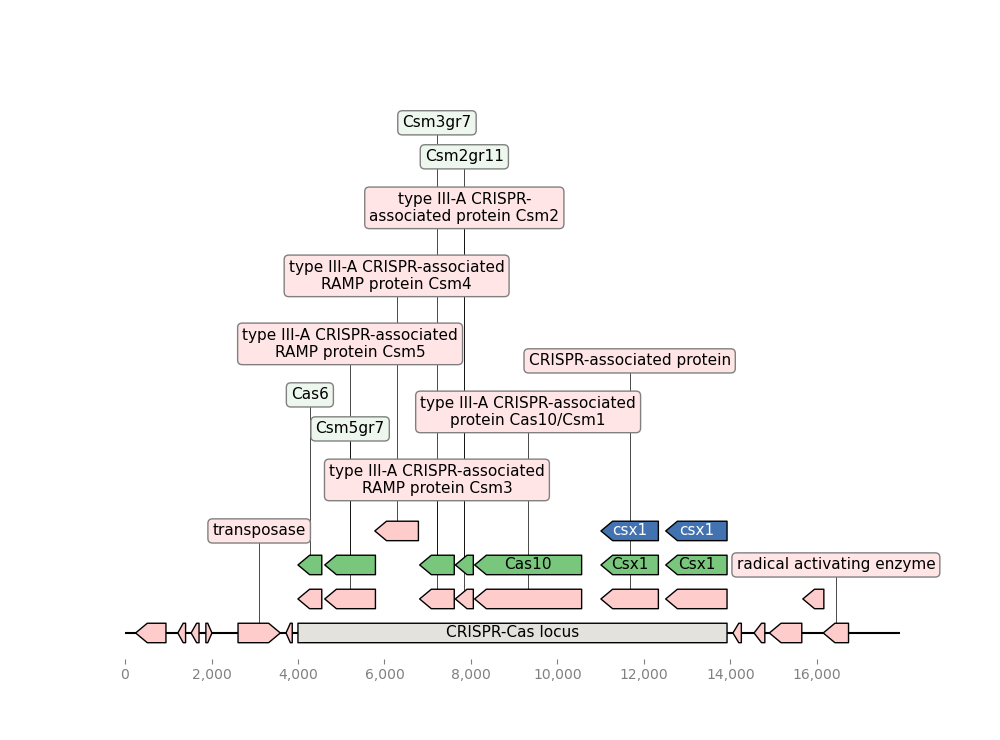 Csm3gr7
Csm2gr11
type III-A CRISPR-
associated protein Csm2
type III-A CRISPR-associated
RAMP protein Csm4
type III-A CRISPR-associated
RAMP protein Csm5
CRISPR-associated protein
Cas6
type III-A CRISPR-associated
protein Cas10/Csm1
Csm5gr7
type III-A CRISPR-associated
RAMP protein Csm3
transposase
csx1
csx1
Cas10
Csx1
Csx1
radical activating enzyme
CRISPR-Cas locus
0
2,000
4,000
6,000
8,000
10,000
12,000
14,000
16,000